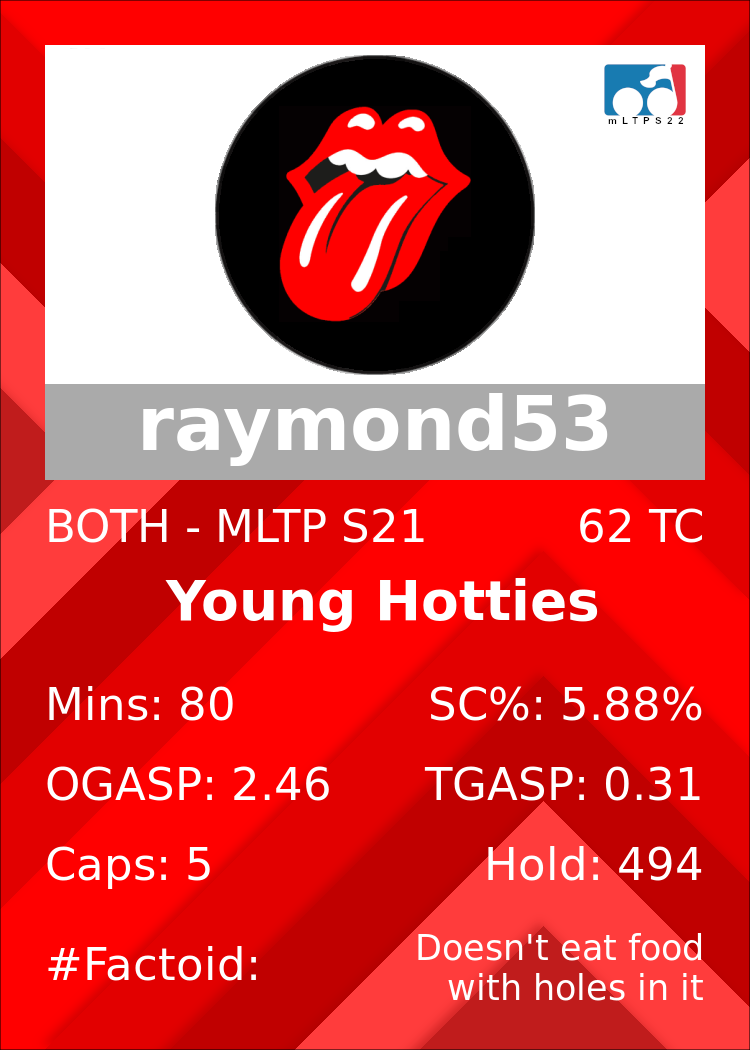 mLTPS22
raymond53
BOTH - MLTP S21 62 TC
Young Hotties
Mins: 80 SC%: 5.88%
OGASP: 2.46 TGASP: 0.31
Caps: 5 Hold: 494
#Factoid: Doesn't eat food
with holes in it